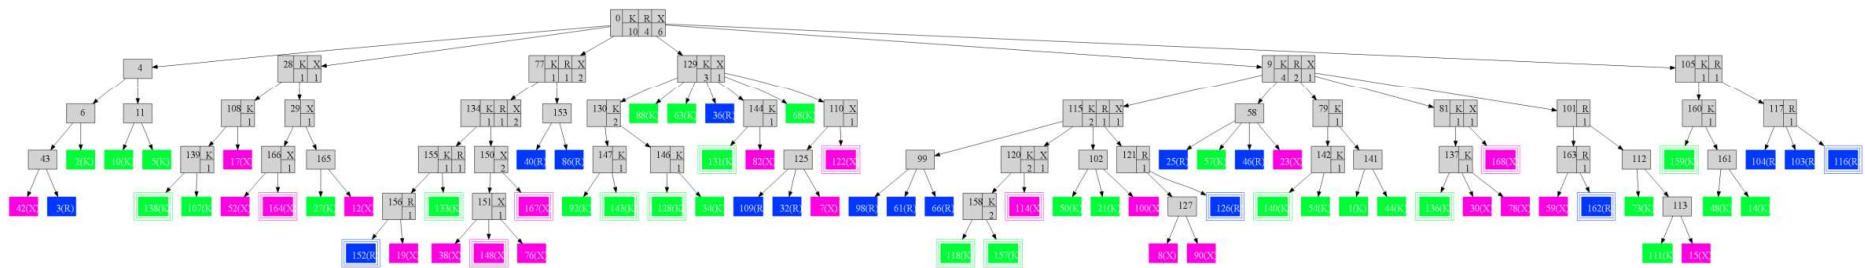 0 K R X
10 4 6
4
28 K X
1 1
77 K R X
1 1 2
129 K X
3 1
9 K R X
4 2 1
105 K R
1 1
6
11
108 K
1
29 X
1
134 K R X
1 1 2
153
130 K
2
88(K
63(K
36(R)
144 K
1
68(K
110 X
1
115 K R X
2 1 1
58
79 K
1
81 K X
1 1
101 R
1
160 K
1
117 R
1
43
2(K)
10(K
5(K)
139 K
1
17(X
166 X
1
165
155 K R
1 1
150 X
2
40(R
86(R
147 K
1
146 K
1
131(K
82(X
125
122(X
99
120 K X
2 1
102
121 R
1
25(R
57(K
46(R
23(X
142 K
1
141
137 K
1
168(X
163 R
1
112
159(K
161
104(R
103(R
116(R
42(X
3(R)
138(K
107(K
52(X
164(X
27(K
12(X
156 R
1
133(K
151 X
1
167(X
92(K
143(K
128(K
34(K
109(R
32(R
7(X)
98(R
61(R
66(R
158 K
2
114(X
50(K
21(K
100(X
127
126(R
140(K
54(K
1(K)
44(K
136(K
30(X
78(X
59(X
162(R
73(K
113
48(K
14(K
152(R
19(X
38(X
148(X
76(X
118(K
157(K
8(X)
90(X
111(K
15(X